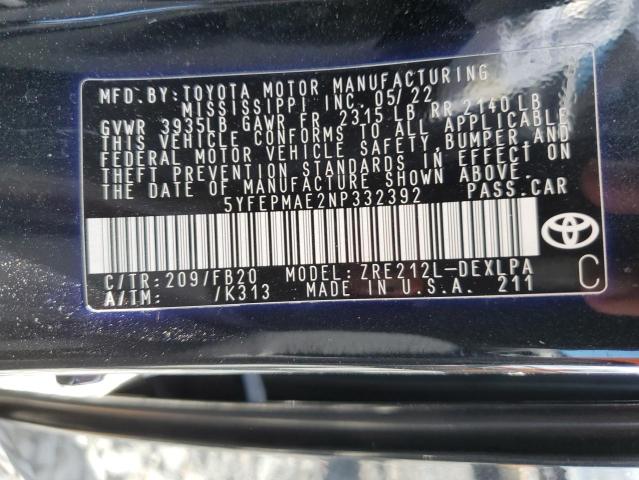 MFD.BY:TOYOTA MOTOR MANUFACTURING
MISSISSIPPI INC. 05/22
GVWR 3935LB GAWR FR 2315 LB RR 2140 LB
THIS VEHICLE CONFORMS TO ALL APPLICABLE
FEDERAL MOTOR VEHICLE SAFETY,BUMPER,AND
THEFT PREVENTION STANDARDS IN EFFECT ON
THE DATE OF MANUFACTURE SHOWN ABOVE.
5YFEPMAE2NP332392 PASS.CAR
C/TR:209/FB20 MODEL:ZRE212L-DEXLPA C
A/TM: /K313 MADE IN U.S.A. 211